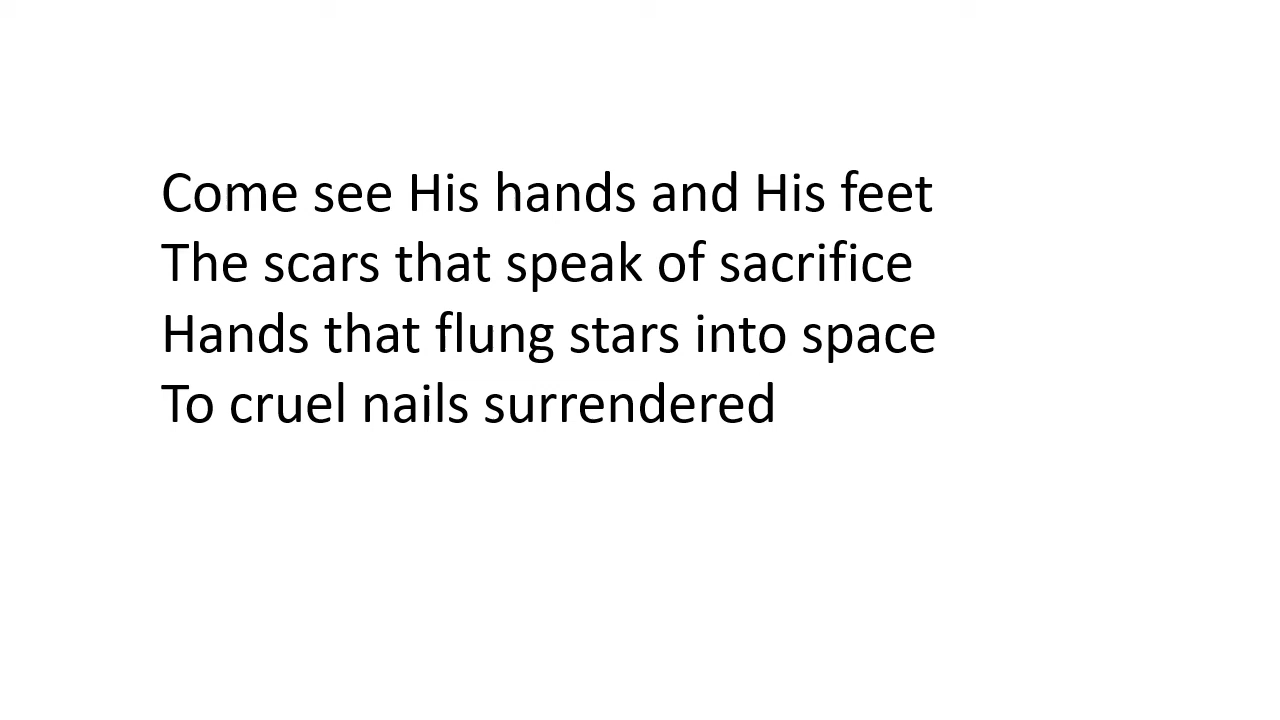 Come see His hands and His feet
The scars that speak of sacrifice
Hands that flung stars into space
To cruel nails surrendered